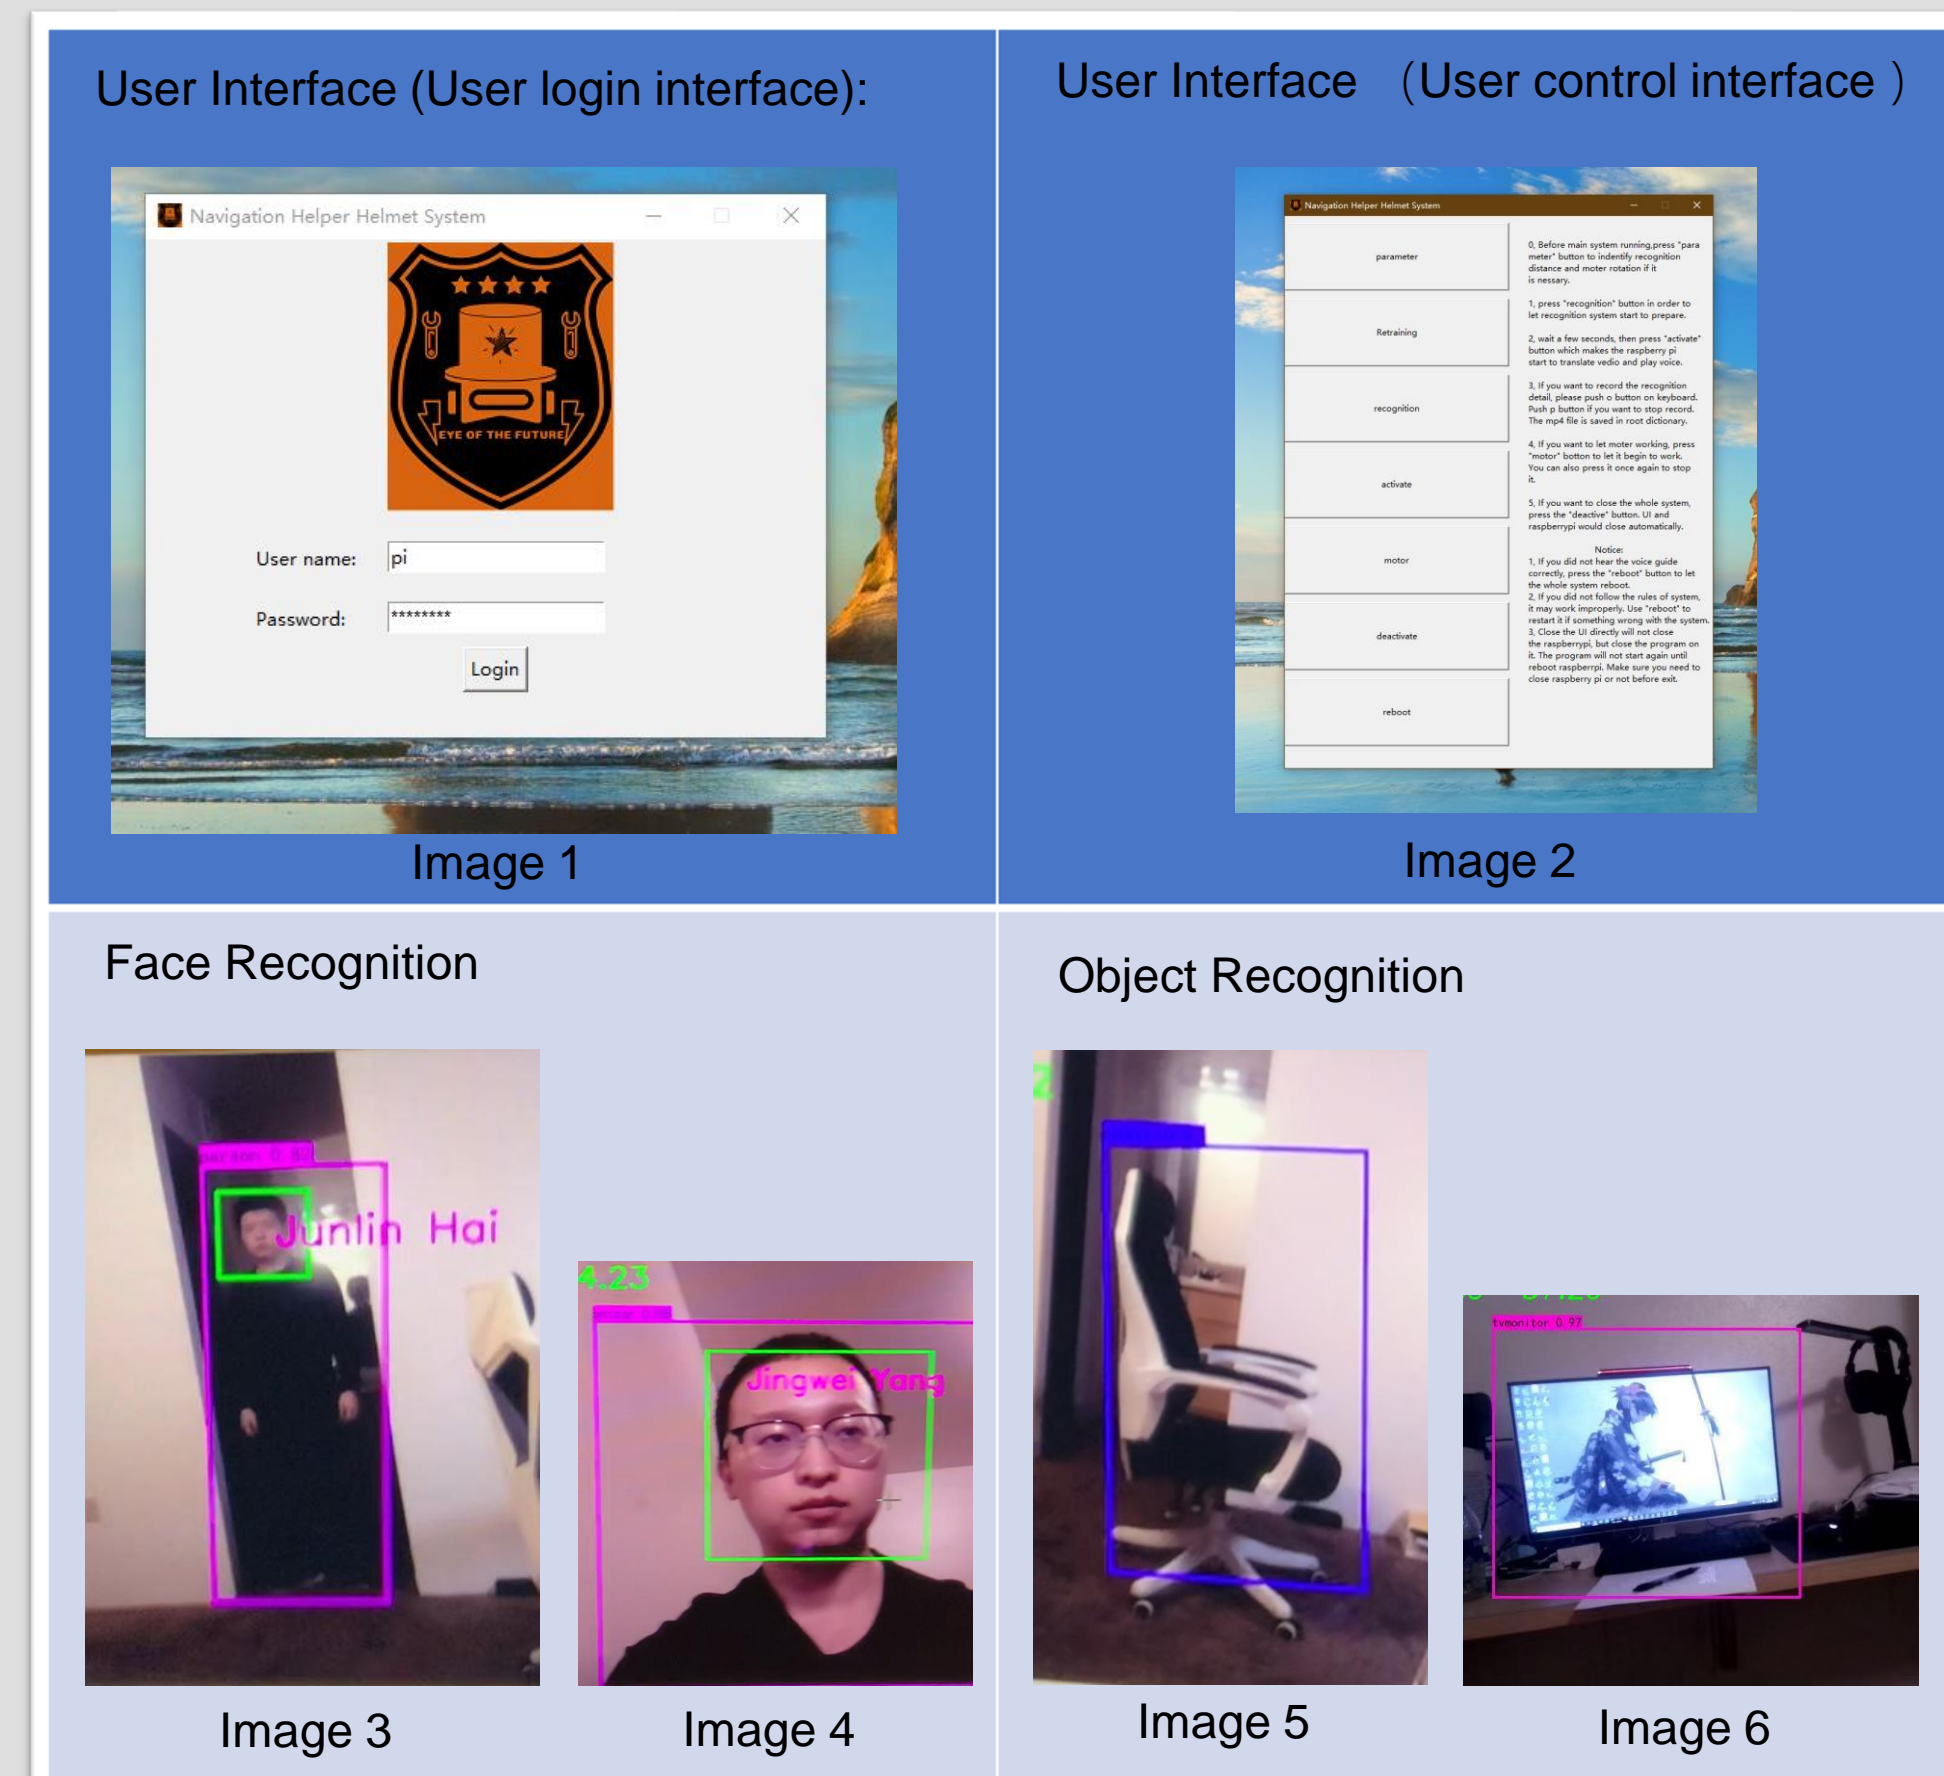 User Interface (User login interface):
Navigation Helper Helmet System
EYE OF THE FUTURE
User name:
pi
Password:
********
Login
Image 1
User Interface （User control interface ）
Navigation Helper Helmet System
parameter
Retraining
recognition
activate
motor
deactivate
reboot
0, Before main system running,press "para
meter" button to indentify recognition
distance and moter rotation if it
is nessary.
1, press "recognition" button in order to
let recognition system start to prepare.
2, wait a few seconds, then press "activate"
button which makes the raspberry pi
start to translate vedio and play voice.
3, If you want to record the recognition
detail, please push o button on keyboard.
Push p button if you want to stop record.
The mp4 file is saved in root dictionary.
4, If you want to let moter working, press
"motor" botton to let it begin to work.
You can also press it once again to stop
it.
5, If you want to close the whole system,
press the "deactive" button. UI and
raspberrypi would close automatically.
Notice:
1, If you did not hear the voice guide
correctly, press the "reboot" button to let
the whole system reboot.
2, If you did not follow the rules of system,
it may work improperly. Use "reboot" to
restart it if something wrong with the system.
3, Close the UI directly will not close
the raspberrypi, but close the program on
it. The program will not start again until
reboot raspberrpi. Make sure you need to
close raspberry pi or not before exit.
Image 2
Face Recognition
person
Junlin Hai
Image 3
4.23
Jingwei Yang
Image 4
Object Recognition
2
Image 5
tvmonitor 0.97
Image 6